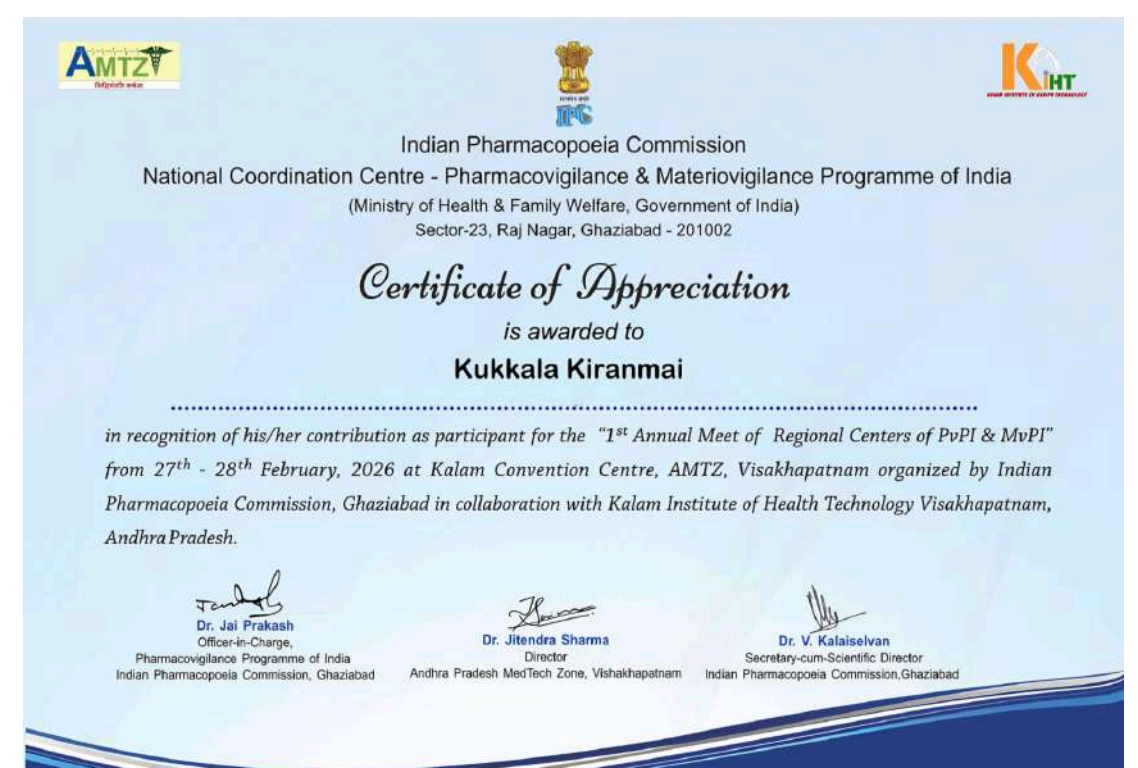 AMTZ
IPC
KiHT
KALAM INSTITUTE OF HEALTH TECHNOLOGY
Indian Pharmacopoeia Commission
National Coordination Centre - Pharmacovigilance & Materiovigilance Programme of India
(Ministry of Health & Family Welfare, Government of India)
Sector-23, Raj Nagar, Ghaziabad - 201002
Certificate of Appreciation
is awarded to
Kukkala Kiranmai
in recognition of his/her contribution as participant for the "1st Annual Meet of Regional Centers of PvPI & MvPI"
from 27th - 28th February, 2026 at Kalam Convention Centre, AMTZ, Visakhapatnam organized by Indian
Pharmacopoeia Commission, Ghaziabad in collaboration with Kalam Institute of Health Technology Visakhapatnam,
Andhra Pradesh.
Dr. Jai Prakash
Officer-in-Charge,
Pharmacovigilance Programme of India
Indian Pharmacopoeia Commission, Ghaziabad
Dr. Jitendra Sharma
Director
Andhra Pradesh MedTech Zone, Vishakhapatnam
Dr. V. Kalaiselvan
Secretary-cum-Scientific Director
Indian Pharmacopoeia Commission,Ghaziabad